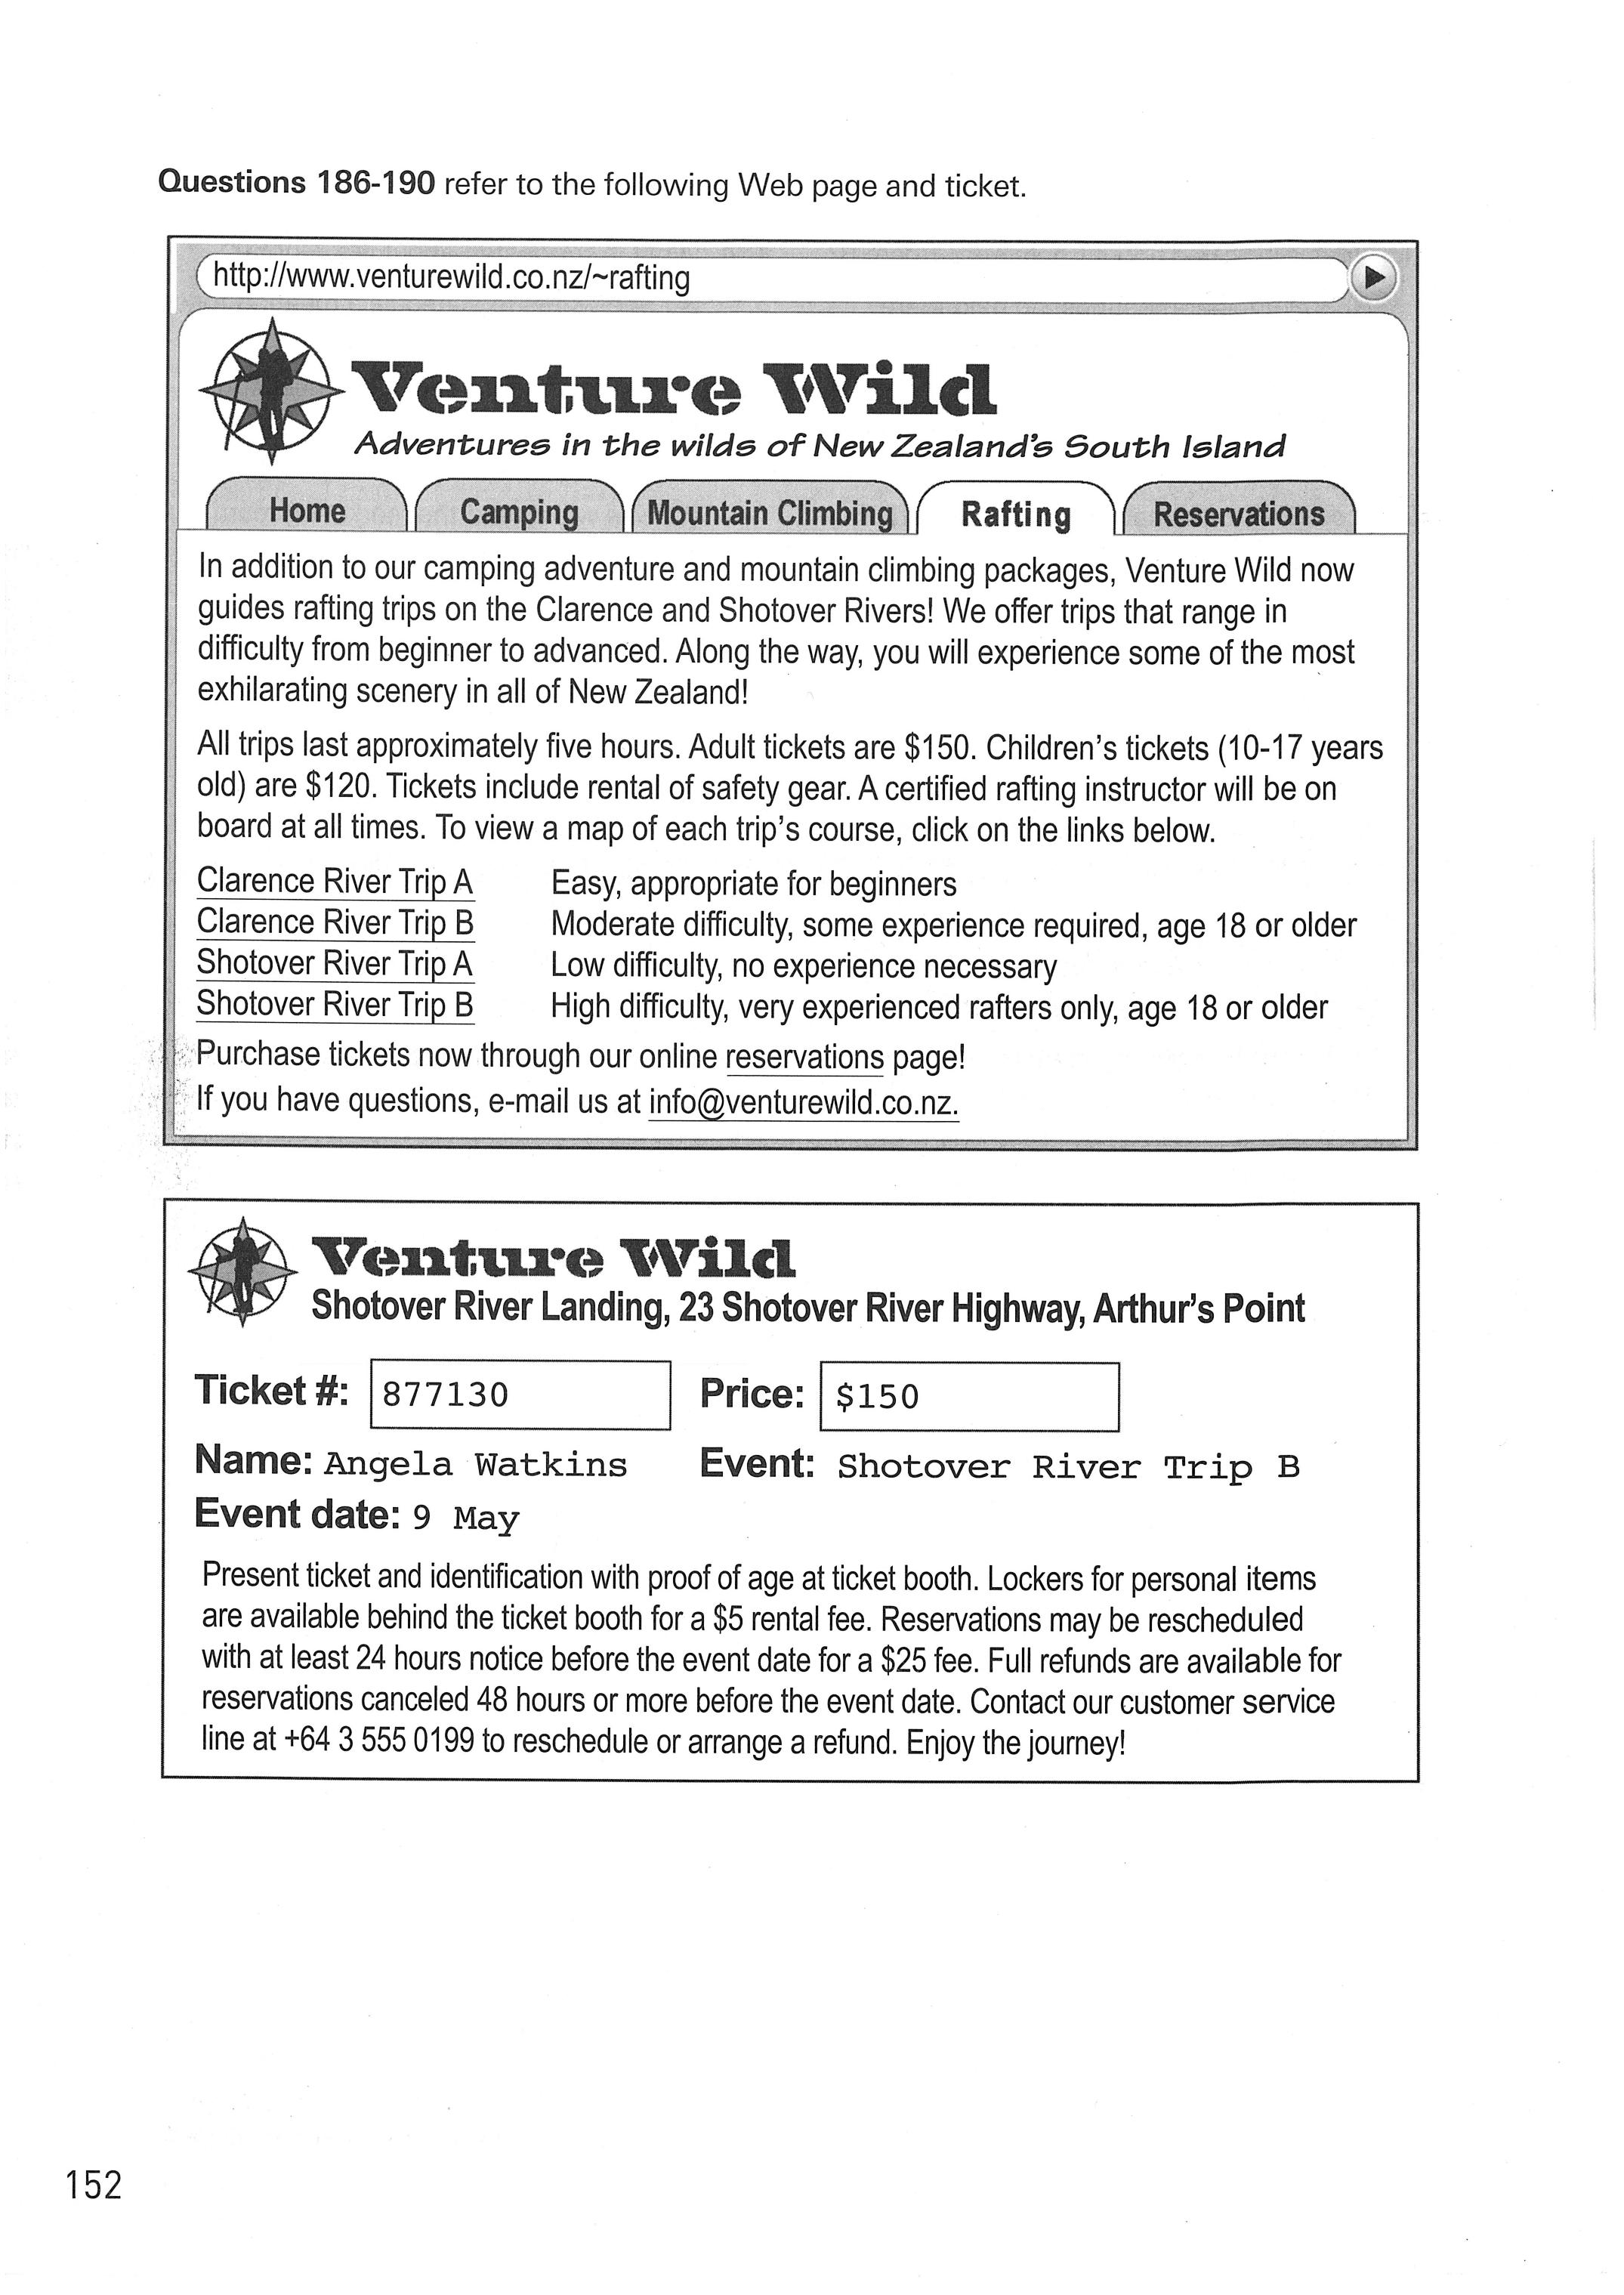 Questions 186-190 refer to the following Web page and ticket.
http://www.venturewild.co.nz/~rafting
Venture Wild
Adventures in the wilds of New Zealand's South Island
Home Camping Mountain Climbing Rafting Reservations
In addition to our camping adventure and mountain climbing packages, Venture Wild now
guides rafting trips on the Clarence and Shotover Rivers! We offer trips that range in
difficulty from beginner to advanced. Along the way, you will experience some of the most
exhilarating scenery in all of New Zealand!
All trips last approximately five hours. Adult tickets are $150. Children's tickets (10-17 years
old) are $120. Tickets include rental of safety gear. A certified rafting instructor will be on
board at all times. To view a map of each trip's course, click on the links below.
Clarence River Trip A Easy, appropriate for beginners
Clarence River Trip B Moderate difficulty, some experience required, age 18 or older
Shotover River Trip A Low difficulty, no experience necessary
Shotover River Trip B High difficulty, very experienced rafters only, age 18 or older
Purchase tickets now through our online reservations page!
If you have questions, e-mail us at info@venturewild.co.nz.
Venture Wild
Shotover River Landing, 23 Shotover River Highway, Arthur's Point
Ticket #: 877130 Price: $150
Name: Angela Watkins Event: Shotover River Trip B
Event date: 9 May
Present ticket and identification with proof of age at ticket booth. Lockers for personal items
are available behind the ticket booth for a $5 rental fee. Reservations may be rescheduled
with at least 24 hours notice before the event date for a $25 fee. Full refunds are available for
reservations canceled 48 hours or more before the event date. Contact our customer service
line at +64 3 555 0199 to reschedule or arrange a refund. Enjoy the journey!
152